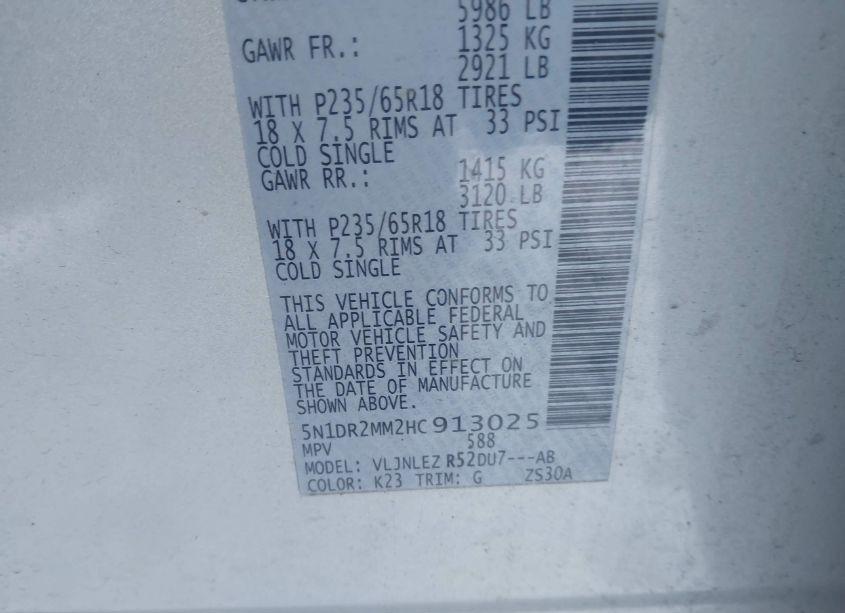 5986 LB
GAWR FR.: 1325 KG
2921 LB
WITH P235/65R18 TIRES
18 X 7.5 RIMS AT 33 PSI
COLD SINGLE
GAWR RR.: 1415 KG
3120 LB
WITH P235/65R18 TIRES
18 X 7.5 RIMS AT 33 PSI
COLD SINGLE
THIS VEHICLE CONFORMS TO
ALL APPLICABLE FEDERAL
MOTOR VEHICLE SAFETY AND
THEFT PREVENTION
STANDARDS IN EFFECT ON
THE DATE OF MANUFACTURE
SHOWN ABOVE.
5N1DR2MM2HC913025
MPV 588
MODEL: VLJNLEZ R52DU7---AB
COLOR: K23 TRIM: G ZS30A